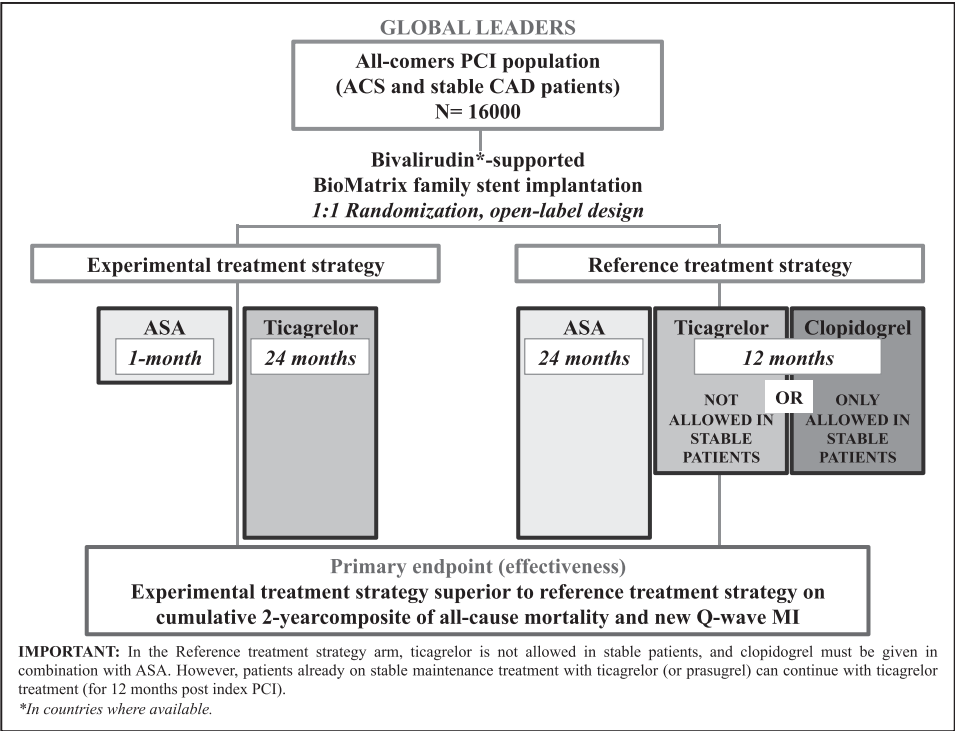 GLOBAL LEADERS
All-comers PCI population
(ACS and stable CAD patients)
N= 16000
Bivalirudin*-supported
BioMatrix family stent implantation
1:1 Randomization, open-label design
Experimental treatment strategy
Reference treatment strategy
ASA
1-month
Ticagrelor
24 months
ASA
24 months
Ticagrelor
Clopidogrel
12 months
OR
NOT
ALLOWED IN
STABLE
PATIENTS
ONLY
ALLOWED IN
STABLE
PATIENTS
Primary endpoint (effectiveness)
Experimental treatment strategy superior to reference treatment strategy on
cumulative 2-yearcomposite of all-cause mortality and new Q-wave MI
IMPORTANT: In the Reference treatment strategy arm, ticagrelor is not allowed in stable patients, and clopidogrel must be given in
combination with ASA. However, patients already on stable maintenance treatment with ticagrelor (or prasugrel) can continue with ticagrelor
treatment (for 12 months post index PCI).
*In countries where available.